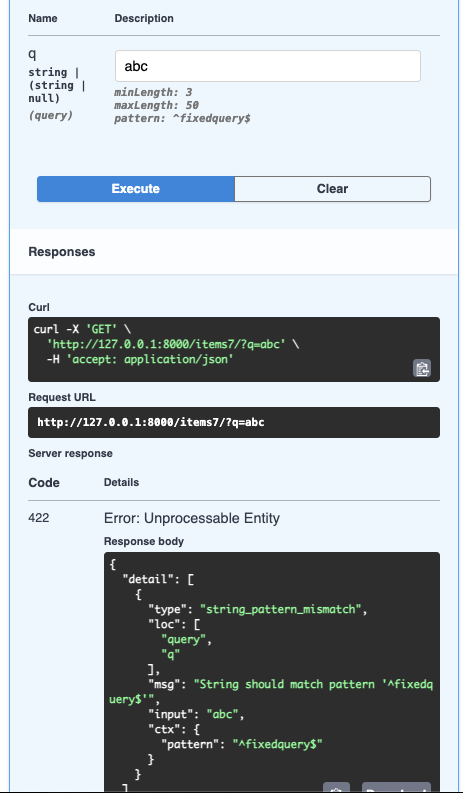 Name Description
q
string |
(string |
null)
(query)
abc
minLength: 3
maxLength: 50
pattern: ^fixedquery$
Execute Clear
Responses
Curl
curl -X 'GET' \
  'http://127.0.0.1:8000/items7/?q=abc' \
  -H 'accept: application/json'
Request URL
http://127.0.0.1:8000/items7/?q=abc
Server response
Code Details
422 Error: Unprocessable Entity
Response body
{
  "detail": [
    {
      "type": "string_pattern_mismatch",
      "loc": [
        "query",
        "q"
      ],
      "msg": "String should match pattern '^fixedq
uery$'",
      "input": "abc",
      "ctx": {
        "pattern": "^fixedquery$"
      }
    }
  ]